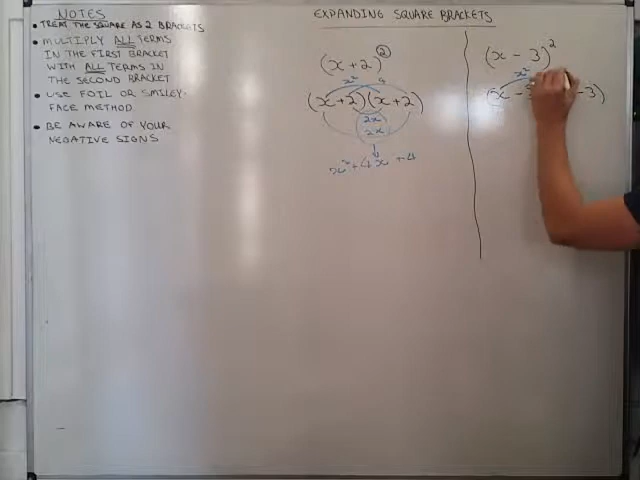 NOTES
• TREAT THE SQUARE AS 2 BRACKETS
• MULTIPLY ALL TERMS
IN THE FIRST BRACKET
WITH ALL TERMS IN
THE SECOND BRACKET
• USE FOIL OR SMILEY-
FACE METHOD
• BE AWARE OF YOUR
NEGATIVE SIGNS
EXPANDING SQUARE BRACKETS
(x + 2)²
x² 4
(x+2)(x+2)
2x
2x
x² + 4x + 4
(x - 3)²
x²
(x - -3)